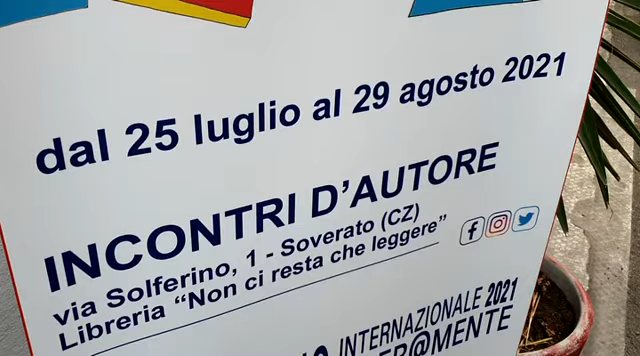 dal 25 luglio al 29 agosto 2021
INCONTRI D'AUTORE
via Solferino, 1 - Soverato (CZ)
Libreria "Non ci resta che leggere"
INTERNAZIONALE 2021